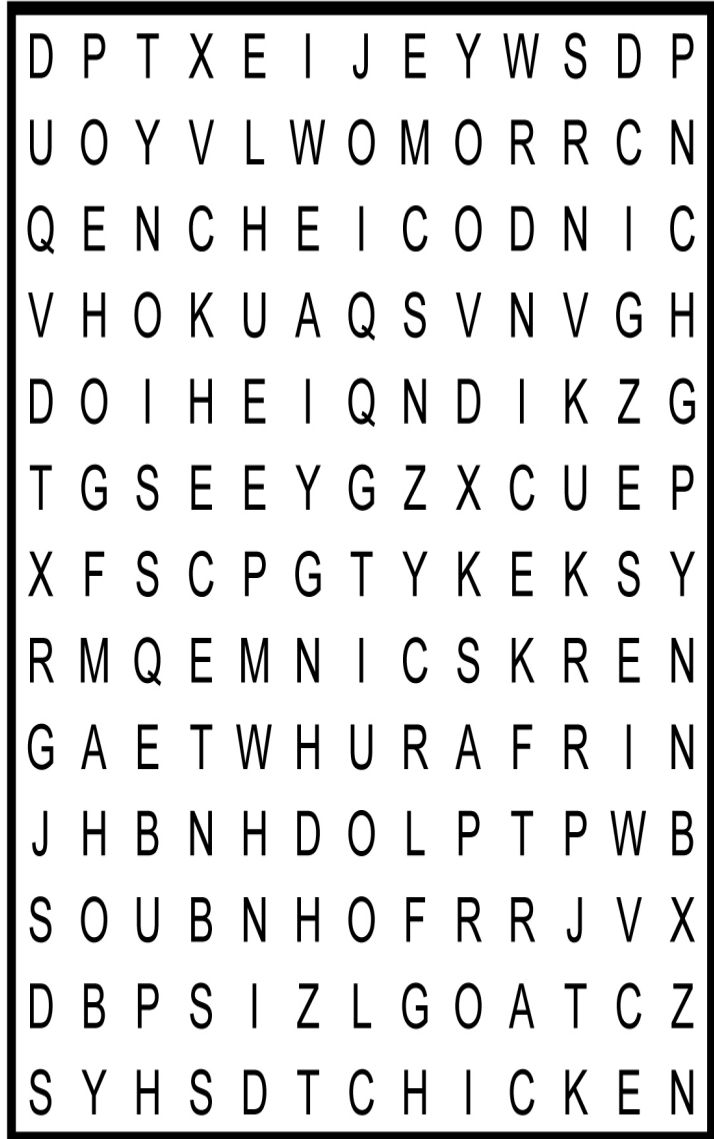 D P T X E I J E Y W S D P
U O Y V L W O M O R R C N
Q E N C H E I C O D N I C
V H O K U A Q S V N V G H
D O I H E I Q N D I K Z G
T G S E E Y G Z X C U E P
X F S C P G T Y K E K S Y
R M Q E M N I C S K R E N
G A E T W H U R A F R I N
J H B N H D O L P T P W B
S O U B N H O F R R J V X
D B P S I Z L G O A T C Z
S Y H S D T C H I C K E N